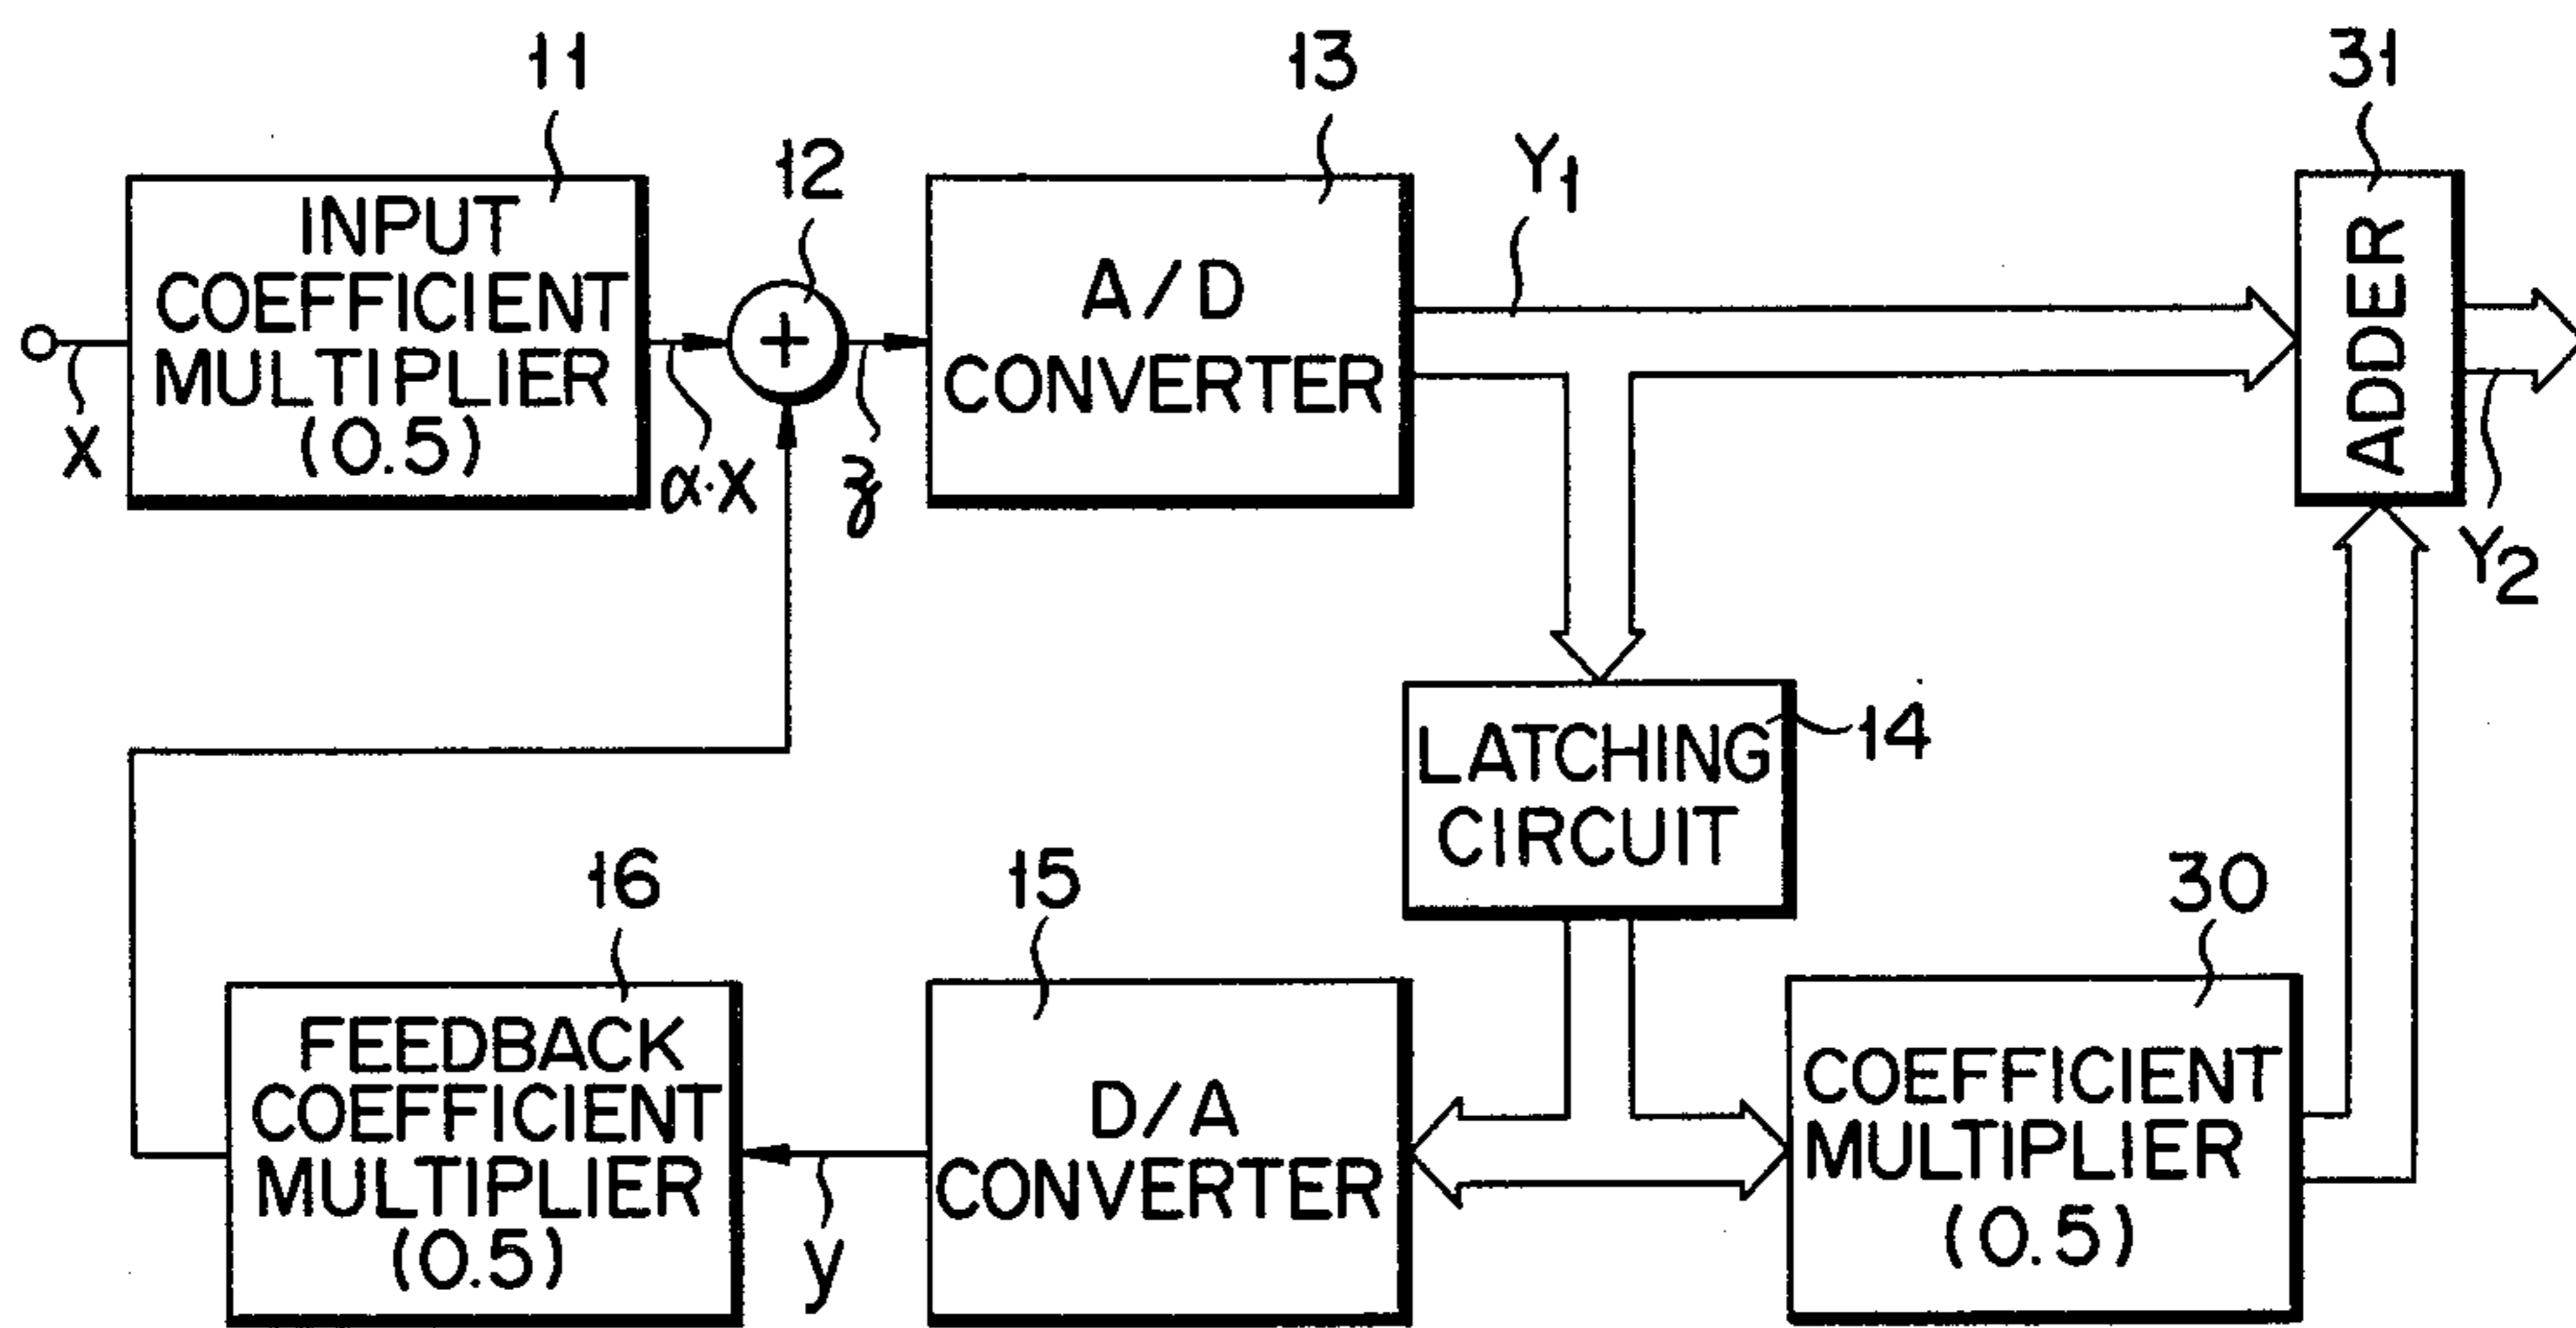 11
12
13
31
Y1
INPUT
COEFFICIENT
MULTIPLIER
(0.5)
+
A/D
CONVERTER
ADDER
x
α·x
z
Y2
14
LATCHING
CIRCUIT
16
15
30
FEEDBACK
COEFFICIENT
MULTIPLIER
(0.5)
y
D/A
CONVERTER
COEFFICIENT
MULTIPLIER
(0.5)